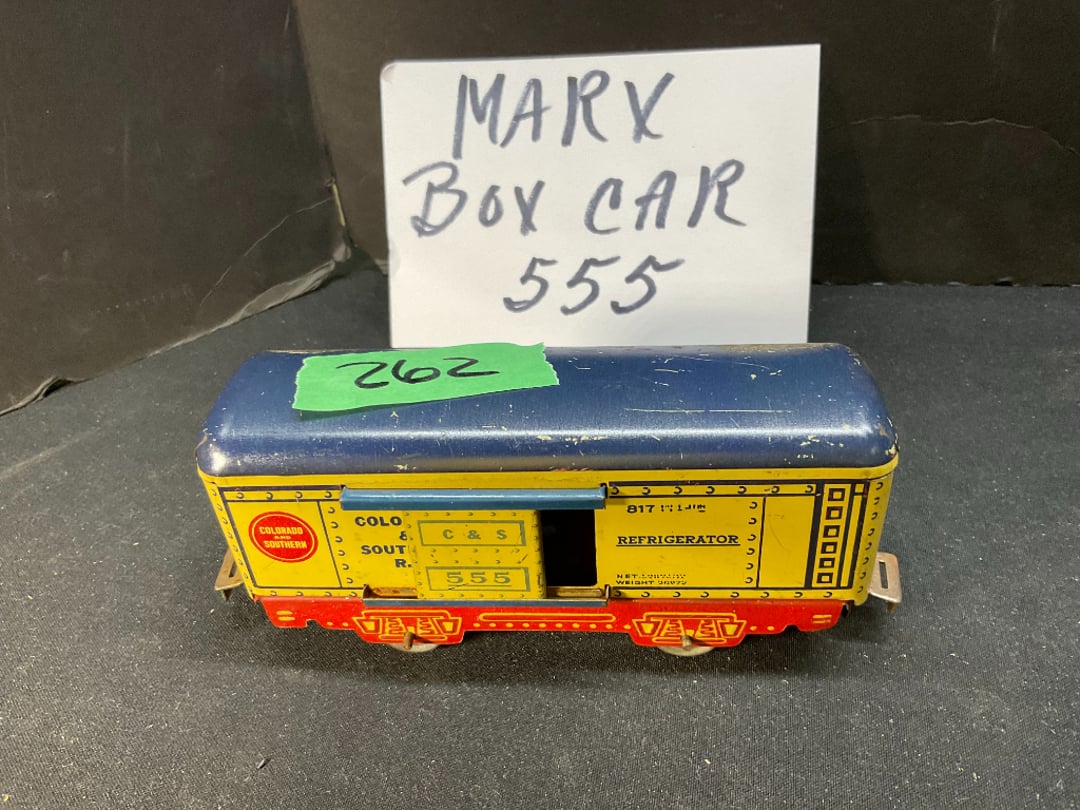 MARX
BOX CAR
555
262
COLORADO
AND
SOUTHERN
COLO
&
SOUT
R.
C & S
555
817
REFRIGERATOR
NET
WEIGHT